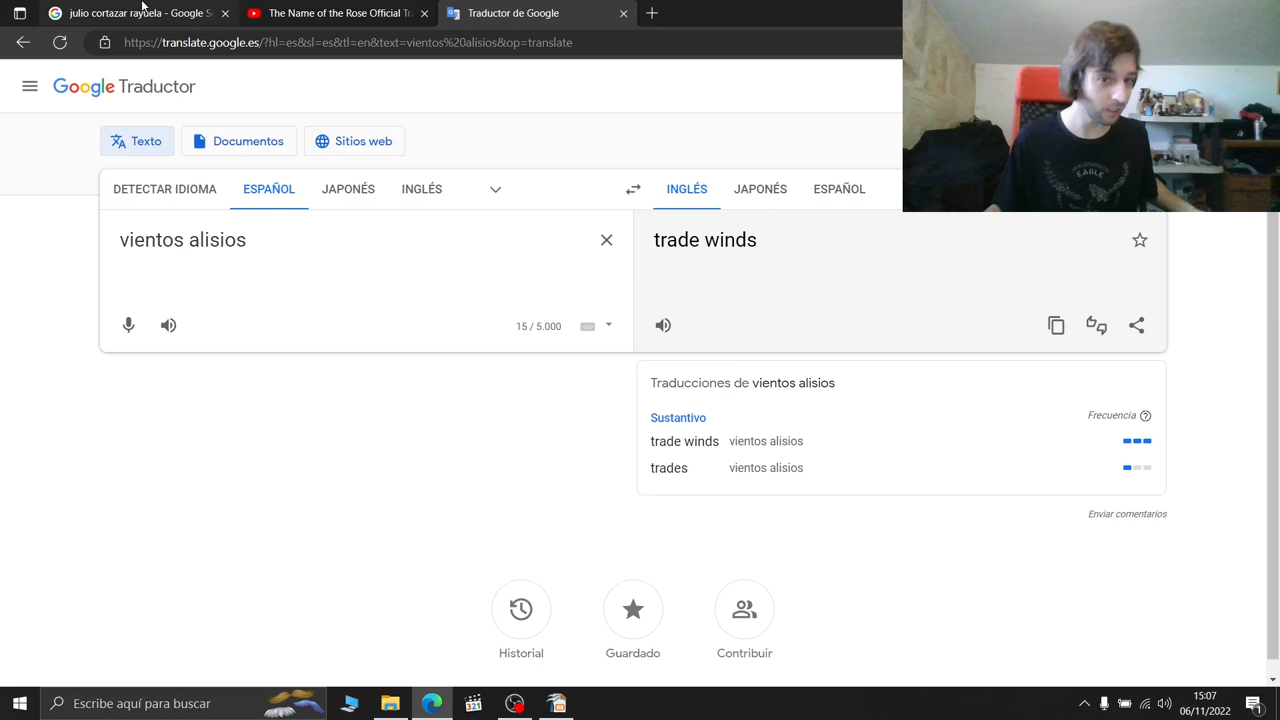 julio cortazar rayuela - Google S
The Name of the Rose Official Tr
Traductor de Google
https://translate.google.es/?hl=es&sl=es&tl=en&text=vientos%20alisios&op=translate
Google Traductor
Texto
Documentos
Sitios web
DETECTAR IDIOMA
ESPAÑOL
JAPONÉS
INGLÉS
INGLÉS
JAPONÉS
ESPAÑOL
vientos alisios
trade winds
15 / 5.000
Traducciones de vientos alisios
Sustantivo
Frecuencia
trade winds vientos alisios
trades vientos alisios
Enviar comentarios
Historial
Guardado
Contribuir
EAGLE
Escribe aquí para buscar
321
15:07
06/11/2022
1